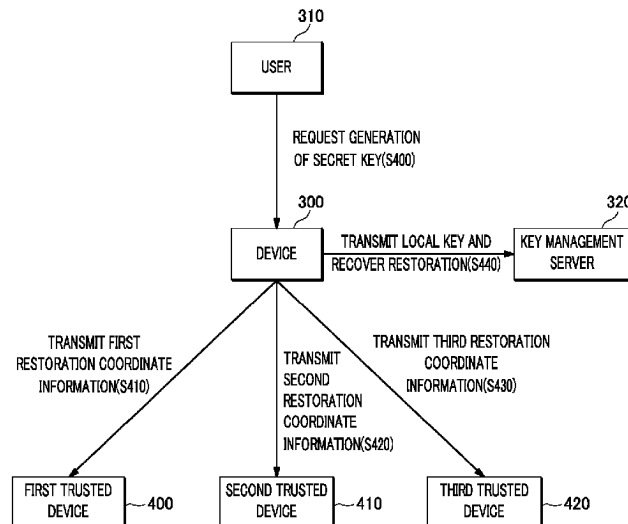 310
USER
REQUEST GENERATION
OF SECRET KEY(S400)
300
DEVICE
TRANSMIT LOCAL KEY AND
RECOVER RESTORATION(S440)
320
KEY MANAGEMENT
SERVER
TRANSMIT FIRST
RESTORATION COORDINATE
INFORMATION(S410)
TRANSMIT
SECOND
RESTORATION
COORDINATE
INFORMATION(S420)
TRANSMIT THIRD RESTORATION
COORDINATE
INFORMATION(S430)
FIRST TRUSTED
DEVICE
400
SECOND TRUSTED
DEVICE
410
THIRD TRUSTED
DEVICE
420